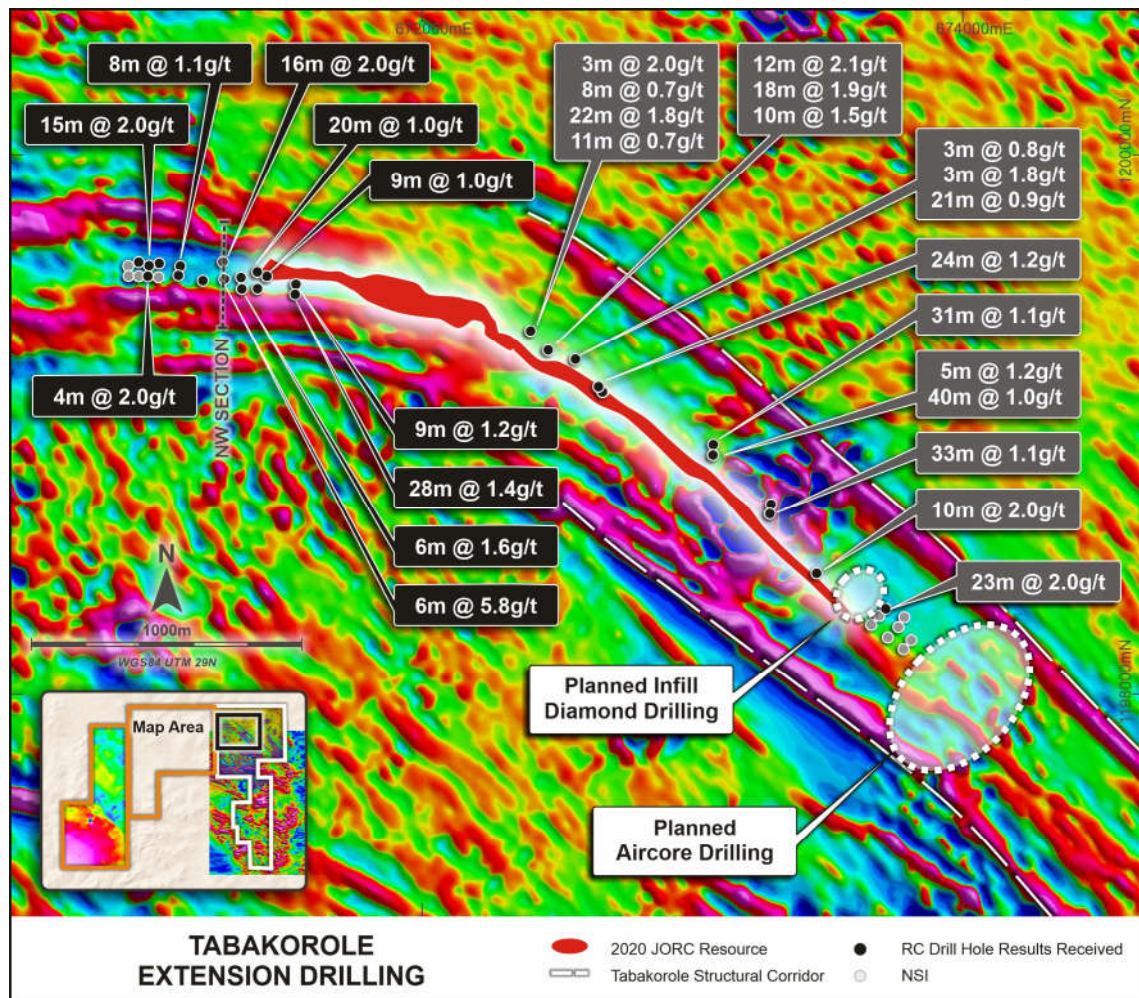 672000mE
674000mE
8m @ 1.1g/t
16m @ 2.0g/t
15m @ 2.0g/t
20m @ 1.0g/t
9m @ 1.0g/t
3m @ 2.0g/t
8m @ 0.7g/t
22m @ 1.8g/t
11m @ 0.7g/t
12m @ 2.1g/t
18m @ 1.9g/t
10m @ 1.5g/t
1200000mN
3m @ 0.8g/t
3m @ 1.8g/t
21m @ 0.9g/t
24m @ 1.2g/t
31m @ 1.1g/t
5m @ 1.2g/t
40m @ 1.0g/t
33m @ 1.1g/t
10m @ 2.0g/t
23m @ 2.0g/t
NW SECTION
4m @ 2.0g/t
9m @ 1.2g/t
28m @ 1.4g/t
6m @ 1.6g/t
6m @ 5.8g/t
N
1000m
WGS84 UTM 29N
1198000mN
Planned Infill
Diamond Drilling
Planned
Aircore Drilling
Map Area
TABAKOROLE
EXTENSION DRILLING
2020 JORC Resource
Tabakorole Structural Corridor
RC Drill Hole Results Received
NSI